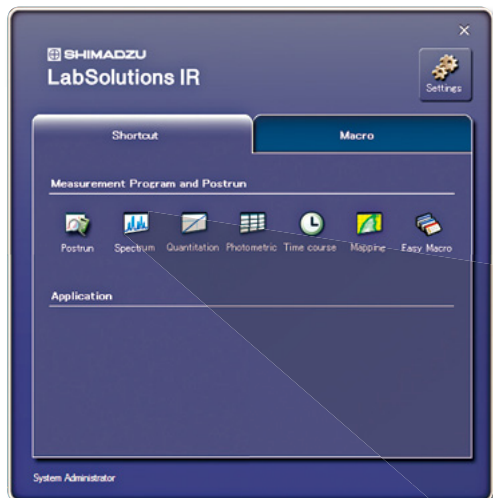 SHIMADZU
LabSolutions IR
Settings
Shortcut
Macro
Measurement Program and Postrun
Postrun
Spectrum
Quantitation
Photometric
Time course
Mapping
Easy Macro
Application
System Administrator